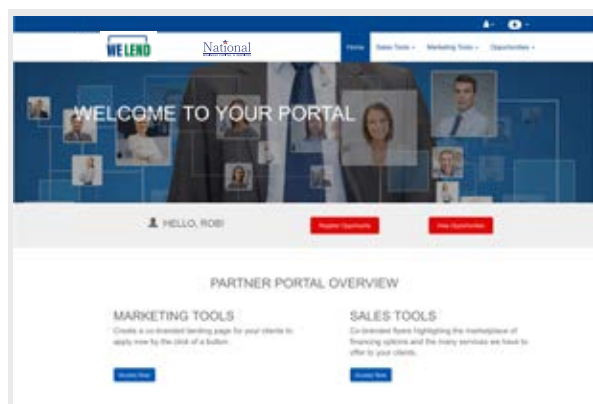 WE LEND
National
Home Sales Tools Marketing Tools Opportunities
WELCOME TO YOUR PORTAL
HELLO, ROB!
Register Opportunity View Opportunities
PARTNER PORTAL OVERVIEW
MARKETING TOOLS
Create a co-branded landing page for your clients to
apply now by the click of a button.
Access Now
SALES TOOLS
Co-branded flyers highlighting the marketplace of
financing options and the many services we have to
offer to your clients.
Access Now